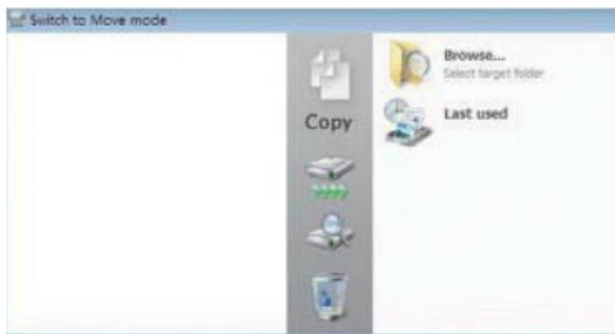 Switch to Move mode
Copy
Browse...
Select target folder
Last used